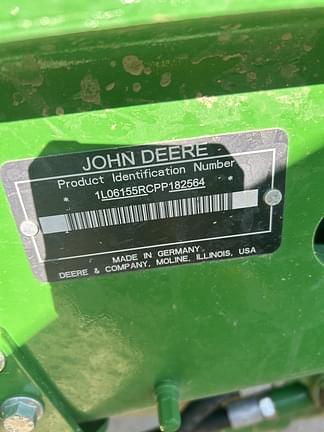 JOHN DEERE
Product Identification Number
* 1L06155RCPP182564 *
MADE IN GERMANY
DEERE & COMPANY, MOLINE, ILLINOIS, USA